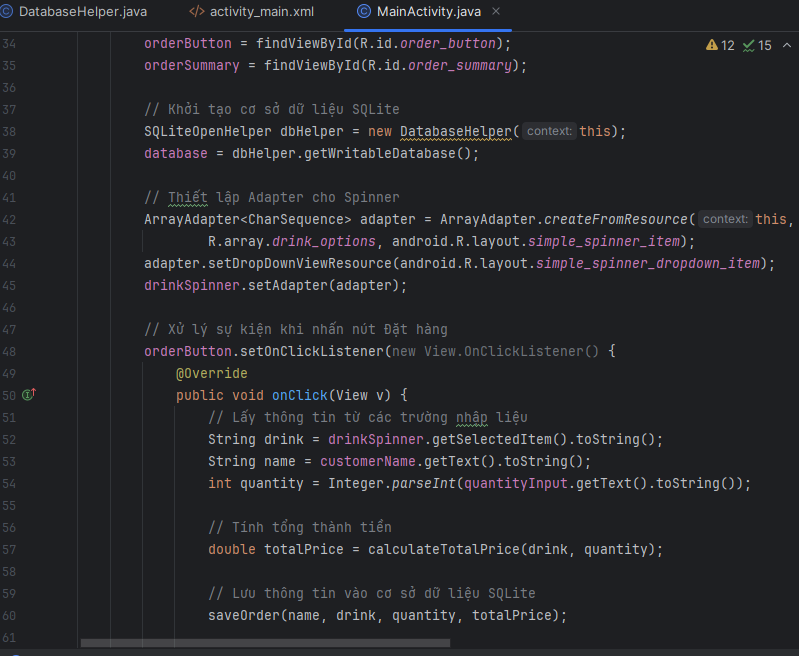 DatabaseHelper.java </> activity_main.xml MainActivity.java ×
34 orderButton = findViewById(R.id.order_button); 12 15
35 orderSummary = findViewById(R.id.order_summary);
36
37 // Khởi tạo cơ sở dữ liệu SQLite
38 SQLiteOpenHelper dbHelper = new DatabaseHelper( context: this);
39 database = dbHelper.getWritableDatabase();
40
41 // Thiết lập Adapter cho Spinner
42 ArrayAdapter<CharSequence> adapter = ArrayAdapter.createFromResource( context: this,
43 R.array.drink_options, android.R.layout.simple_spinner_item);
44 adapter.setDropDownViewResource(android.R.layout.simple_spinner_dropdown_item);
45 drinkSpinner.setAdapter(adapter);
46
47 // Xử lý sự kiện khi nhấn nút Đặt hàng
48 orderButton.setOnClickListener(new View.OnClickListener() {
49 @Override
50 public void onClick(View v) {
51 // Lấy thông tin từ các trường nhập liệu
52 String drink = drinkSpinner.getSelectedItem().toString();
53 String name = customerName.getText().toString();
54 int quantity = Integer.parseInt(quantityInput.getText().toString());
55
56 // Tính tổng thành tiền
57 double totalPrice = calculateTotalPrice(drink, quantity);
58
59 // Lưu thông tin vào cơ sở dữ liệu SQLite
60 saveOrder(name, drink, quantity, totalPrice);
61